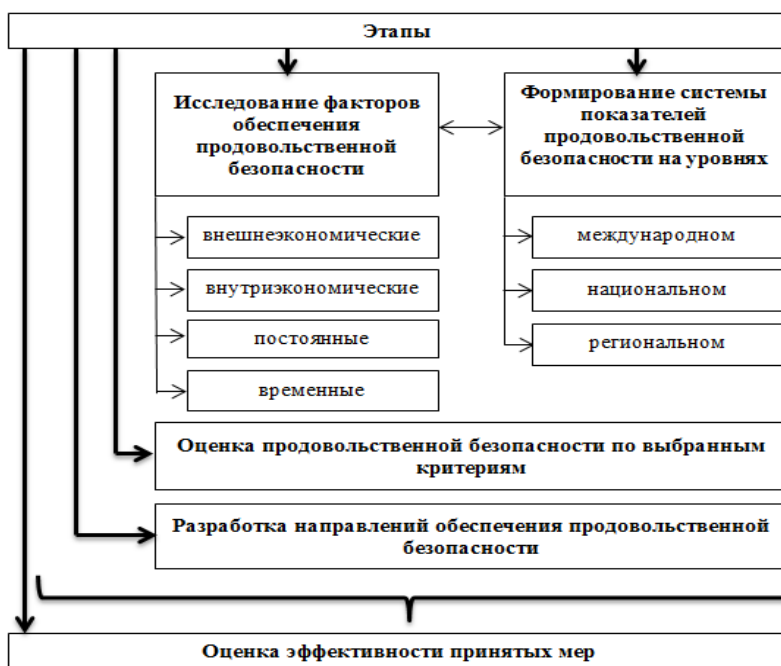 Этапы
Исследование факторов
обеспечения
продовольственной
безопасности
Формирование системы
показателей
продовольственной
безопасности на уровнях
внешнеэкономические
внутриэкономические
постоянные
временные
международном
национальном
региональном
Оценка продовольственной безопасности по выбранным
критериям
Разработка направлений обеспечения продовольственной
безопасности
Оценка эффективности принятых мер